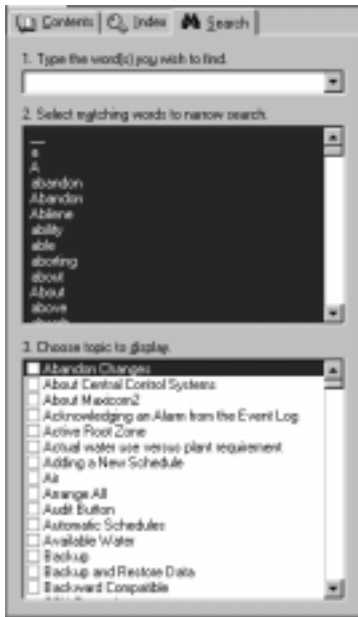 Contents Index Search
1. Type the word(s) you wish to find.
2. Select matching words to narrow search.
__
a
A
abandon
Abandon
Abilene
ability
able
aborting
about
About
above
3. Choose topic to display.
Abandon Changes
About Central Control Systems
About Maxicom2
Acknowledging an Alarm from the Event Log
Active Root Zone
Actual water use versus plant requirement
Adding a New Schedule
Air
Arrange All
Audit Button
Automatic Schedules
Available Water
Backup
Backup and Restore Data
Backward Compatible